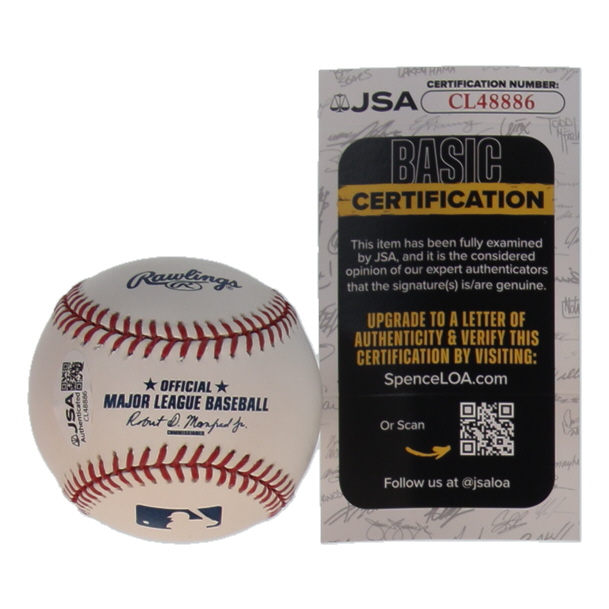 Rawlings
R
★ OFFICIAL ★
MAJOR LEAGUE BASEBALL
Robert D. Manfred Jr.
JSA
Authenticated
CL48886
JSA
CERTIFICATION NUMBER:
CL48886
BASIC
CERTIFICATION
This item has been fully examined
by JSA, and it is the considered
opinion of our expert authenticators
that the signature(s) is/are genuine.
UPGRADE TO A LETTER OF
AUTHENTICITY & VERIFY THIS
CERTIFICATION BY VISITING:
SpenceLOA.com
Or Scan
Follow us at @jsaloa